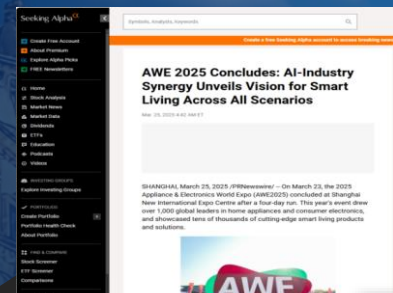 Seeking Alpha α
Create Free Account
About Premium
Explore Alpha Picks
FREE Newsletters
Home
Stock Analysis
Market News
Market Data
Dividends
ETFs
Education
Podcasts
Videos
INVESTING GROUPS
Explore Investing Groups
PORTFOLIO
Create Portfolio
Portfolio Health Check
About Portfolio
FIND & COMPARE
Stock Screener
ETF Screener
Comparisons
Symbols, Analysts, Keywords
Create a free Seeking Alpha account to access breaking news
AWE 2025 Concludes: AI-Industry
Synergy Unveils Vision for Smart
Living Across All Scenarios
Mar. 25, 2025 4:02 AM ET
SHANGHAI, March 25, 2025 /PRNewswire/ -- On March 23, the 2025
Appliance & Electronics World Expo (AWE2025) concluded at Shanghai
New International Expo Centre after a four-day run. This year's event drew
over 1,000 global leaders in home appliances and consumer electronics,
and showcased tens of thousands of cutting-edge smart living products
and solutions.
AWE